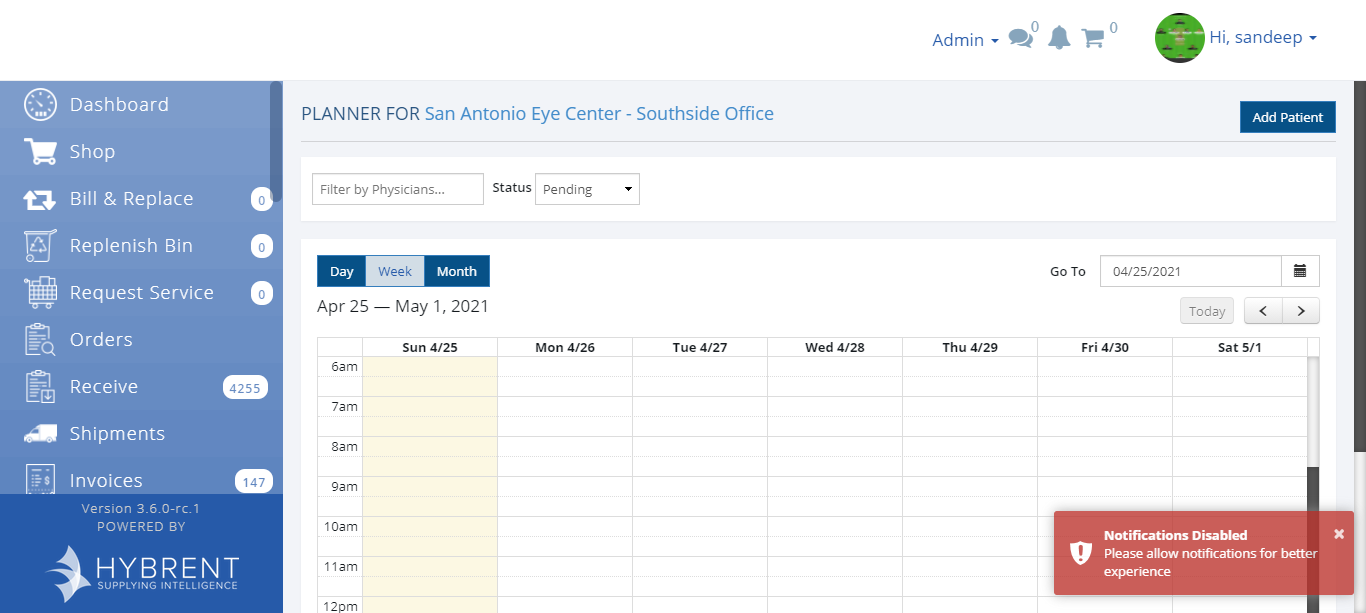 Admin
0
0
Hi, sandeep
Dashboard
Shop
Bill & Replace 0
Replenish Bin 0
Request Service 0
Orders
Receive 4255
Shipments
Invoices 147
Version 3.6.0-rc.1
POWERED BY
HYBRENT
SUPPLYING INTELLIGENCE
PLANNER FOR San Antonio Eye Center - Southside Office
Add Patient
Filter by Physicians... Status Pending
Day Week Month
Go To 04/25/2021
Apr 25 — May 1, 2021
Today
Sun 4/25 Mon 4/26 Tue 4/27 Wed 4/28 Thu 4/29 Fri 4/30 Sat 5/1
6am
7am
8am
9am
10am
11am
12pm
Notifications Disabled
Please allow notifications for better
experience